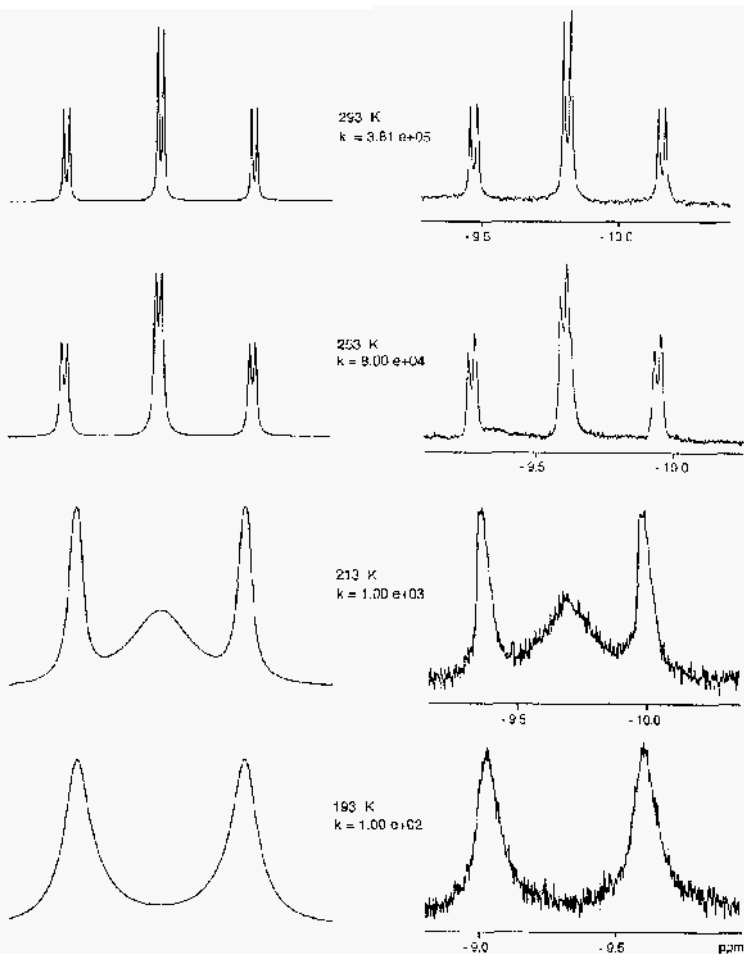 293 K
k = 3.81 e+05
-9.5 -10.0
253 K
k = 8.00 e+04
-9.5 -10.0
213 K
k = 1.00 e+03
-9.5 -10.0
193 K
k = 1.00 e+02
-9.0 -9.5 ppm